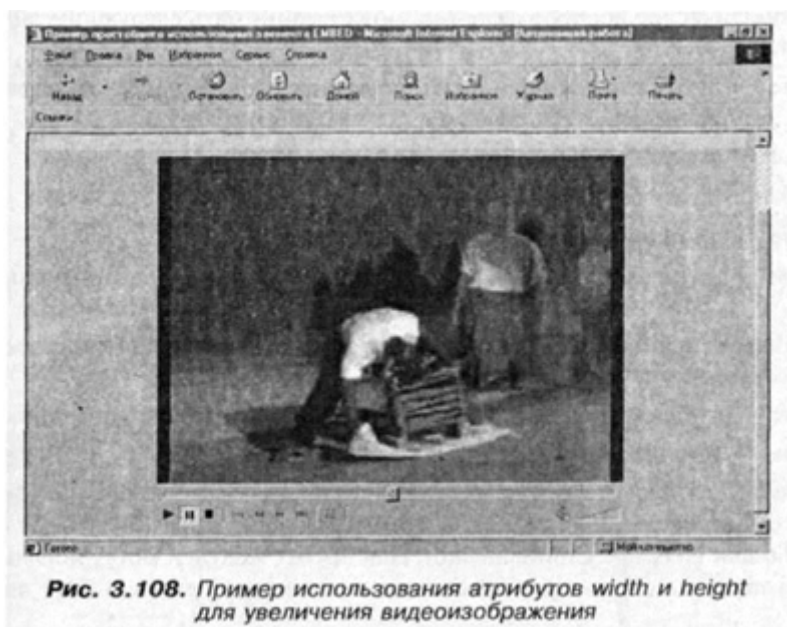 Пример простейшего использования элемента EMBED - Microsoft Internet Explorer - [Автономная работа]
Файл Правка Вид Избранное Сервис Справка
Назад Остановить Обновить Домой Поиск Избранное Журнал Почта Печать
Ссылки
Готово Мой компьютер
Рис. 3.108. Пример использования атрибутов width и height
для увеличения видеоизображения